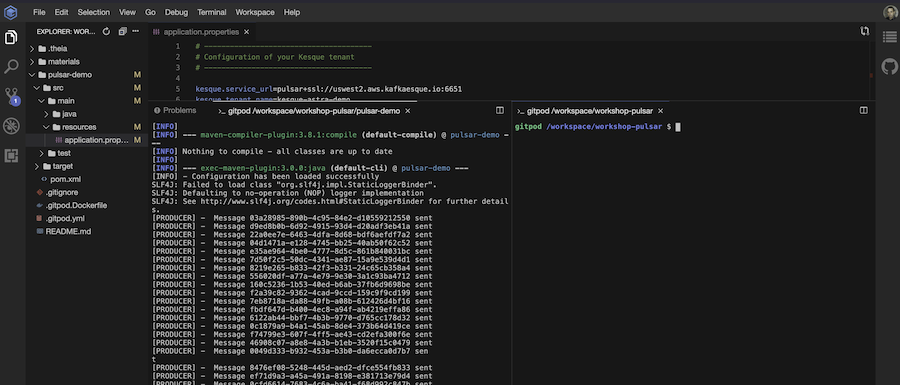 File Edit Selection View Go Debug Terminal Workspace Help
EXPLORER: WOR...
.theia
materials
pulsar-demo M
src M
main M
java
resources M
application.prope... M
test
target
pom.xml
.gitignore
.gitpod.Dockerfile
.gitpod.yml
README.md
application.properties ×
1 # ---------------------------------------
2 # Configuration of your Kesque tenant
3 # ---------------------------------------
4
5 kesque.service_url=pulsar+ssl://uswest2.aws.kafkaesque.io:6651
kesque.tenant_name=kesque-astra-demo
Problems
>_ gitpod /workspace/workshop-pulsar/pulsar-demo ×
[INFO]
[INFO] --- maven-compiler-plugin:3.8.1:compile (default-compile) @ pulsar-demo ---
[INFO] Nothing to compile - all classes are up to date
[INFO]
[INFO] --- exec-maven-plugin:3.0.0:java (default-cli) @ pulsar-demo ---
[INFO] - Configuration has been loaded successfully
SLF4J: Failed to load class "org.slf4j.impl.StaticLoggerBinder".
SLF4J: Defaulting to no-operation (NOP) logger implementation
SLF4J: See http://www.slf4j.org/codes.html#StaticLoggerBinder for further detail
s.
[PRODUCER] - Message 03a28985-890b-4c95-84e2-d10559212550 sent
[PRODUCER] - Message d9ed8b0b-6d92-4915-93d4-d20adf3eb41a sent
[PRODUCER] - Message 22a0ee7e-6463-4dfa-8d68-bdf6aefdf7a2 sent
[PRODUCER] - Message 04d1471a-e128-4745-bb25-40ab50f62c52 sent
[PRODUCER] - Message e35ae964-4be0-4777-8d5c-861b840031bc sent
[PRODUCER] - Message 7d50f2c5-50dc-4341-ae87-15a9e539d4d1 sent
[PRODUCER] - Message 8219e265-b833-42f3-b331-24c65cb358a4 sent
[PRODUCER] - Message 556020df-a77a-4e79-9e30-3a1c93ba4712 sent
[PRODUCER] - Message 160c5236-1b53-40ed-b6ab-37fb6d9698be sent
[PRODUCER] - Message f2a39c82-9362-4cad-9ccd-159c9f9cd199 sent
[PRODUCER] - Message 7eb8718a-da88-49fb-a08b-612426d4bf16 sent
[PRODUCER] - Message fbdf647d-b400-4ec8-a94f-ab4219effa86 sent
[PRODUCER] - Message 6122ab44-bbf7-4b3b-9770-d765cc178d32 sent
[PRODUCER] - Message 0c1879a9-b4a1-45ab-8de4-373b64d419ce sent
[PRODUCER] - Message f74799e3-607f-4ff5-ae43-cd2efa300f6e sent
[PRODUCER] - Message 46908c07-a8e8-4a3b-b1eb-3520f15c0479 sent
[PRODUCER] - Message 0049d333-b932-453a-b3b0-da6ecca0d7b7 sen
t
[PRODUCER] - Message 8476ef08-5248-445d-aed2-dfce554fb833 sent
[PRODUCER] - Message ef71d9a3-a45a-491a-8198-e381713e79d4 sent
>_ gitpod /workspace/workshop-pulsar ×
gitpod /workspace/workshop-pulsar $